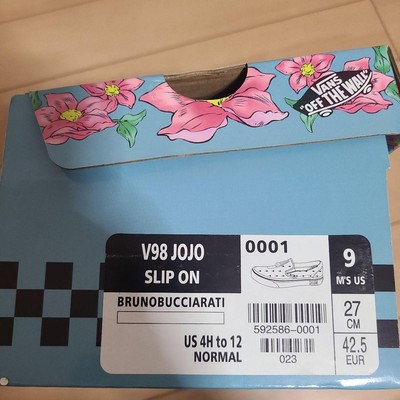 VANS
"OFF THE WALL"
V98 JOJO
SLIP ON
0001
9
M'S US
BRUNOBUCCIARATI
27
CM
592586-0001
US 4H to 12
NORMAL
023
42.5
EUR